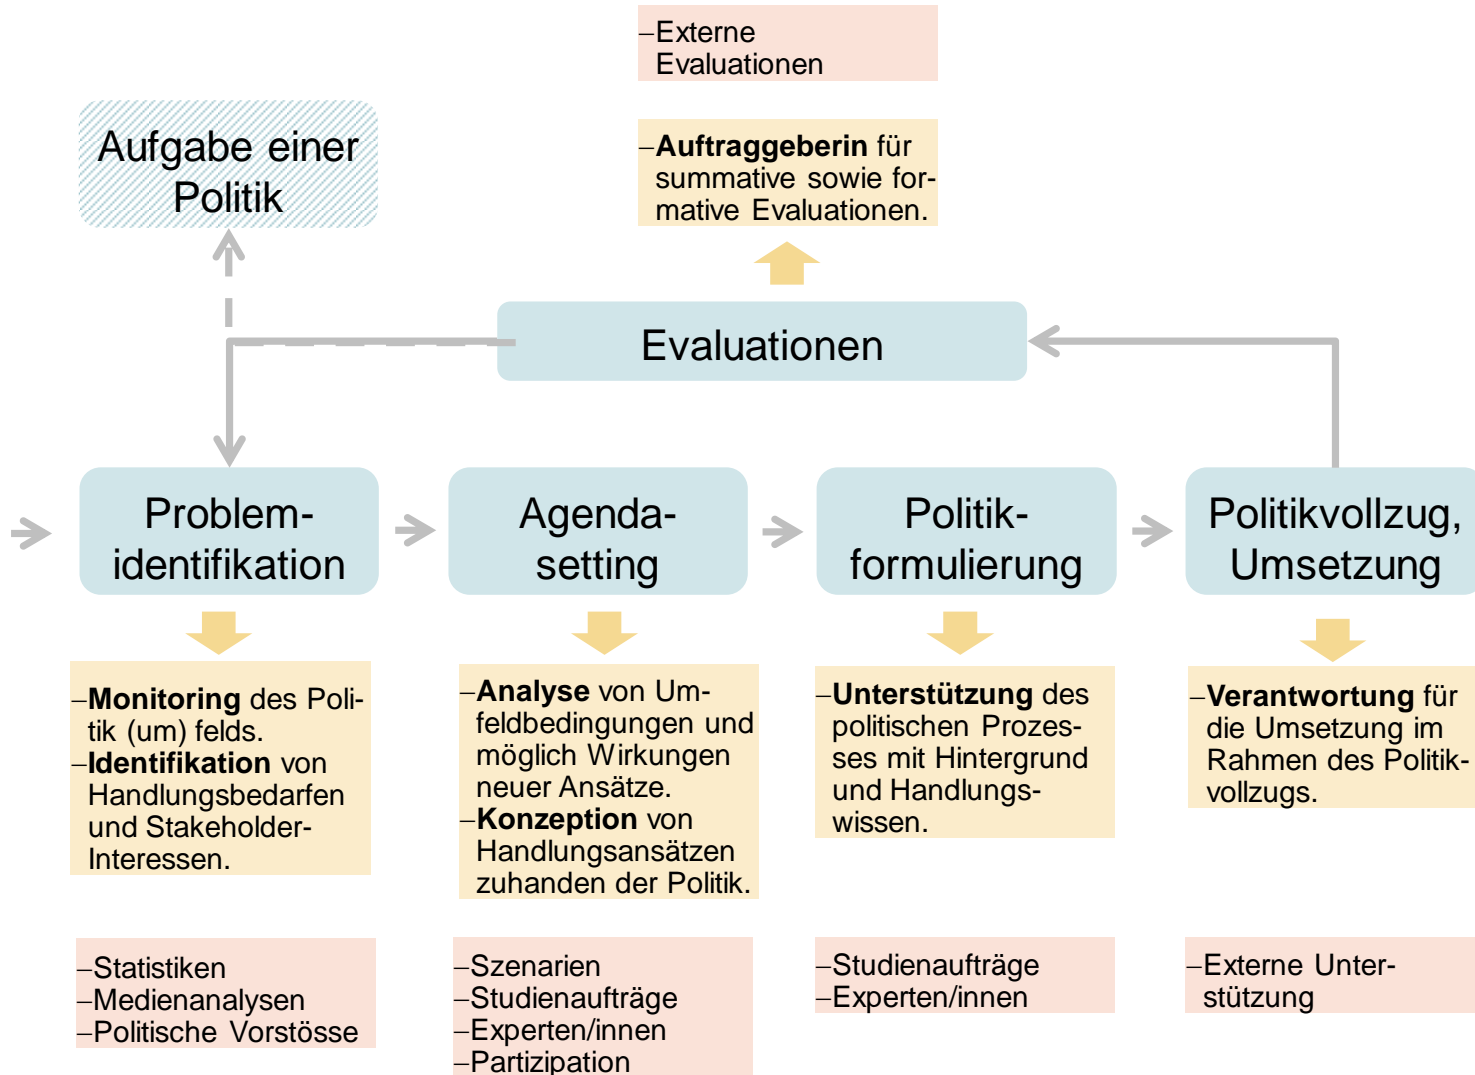 –Externe
Evaluationen
Aufgabe einer
Politik
–Auftraggeberin für
summative sowie for-
mative Evaluationen.
Evaluationen
Problem-
identifikation
Agenda-
setting
Politik-
formulierung
Politikvollzug,
Umsetzung
–Monitoring des Poli-
tik (um) felds.
–Identifikation von
Handlungsbedarfen
und Stakeholder-
Interessen.
–Analyse von Um-
feldbedingungen und
möglich Wirkungen
neuer Ansätze.
–Konzeption von
Handlungsansätzen
zuhanden der Politik.
–Unterstützung des
politischen Prozes-
ses mit Hintergrund
und Handlungs-
wissen.
–Verantwortung für
die Umsetzung im
Rahmen des Politik-
vollzugs.
–Statistiken
–Medienanalysen
–Politische Vorstösse
–Szenarien
–Studienaufträge
–Experten/innen
–Partizipation
–Studienaufträge
–Experten/innen
–Externe Unter-
stützung